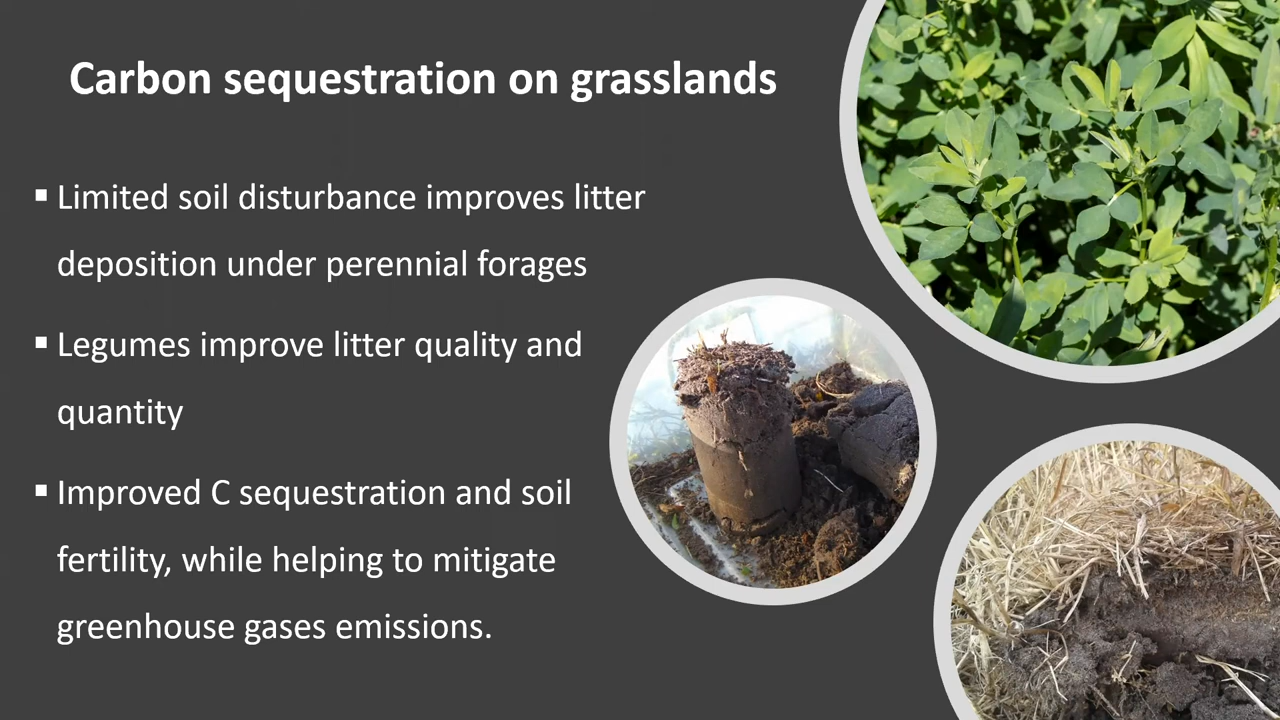 Carbon sequestration on grasslands
▪ Limited soil disturbance improves litter
deposition under perennial forages
▪ Legumes improve litter quality and
quantity
▪ Improved C sequestration and soil
fertility, while helping to mitigate
greenhouse gases emissions.